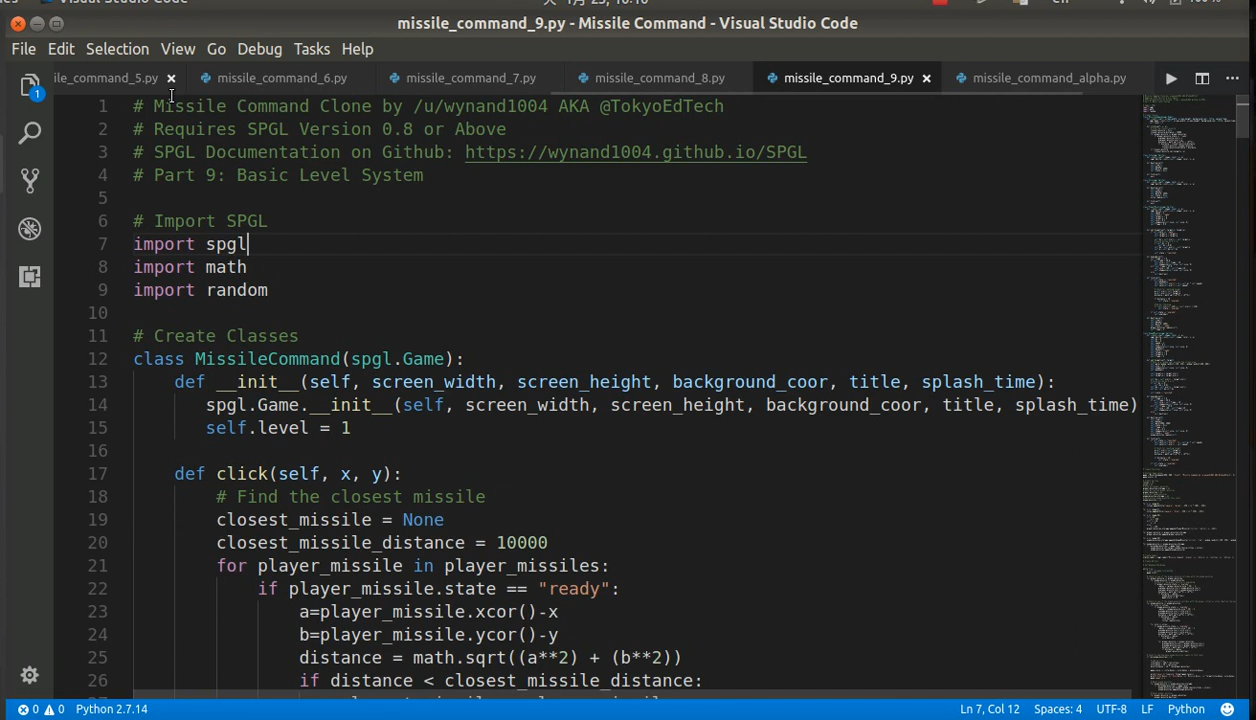 missile_command_9.py - Missile Command - Visual Studio Code
File Edit Selection View Go Debug Tasks Help
ile_command_5.py missile_command_6.py missile_command_7.py missile_command_8.py missile_command_9.py missile_command_alpha.py
1 # Missile Command Clone by /u/wynand1004 AKA @TokyoEdTech
2 # Requires SPGL Version 0.8 or Above
3 # SPGL Documentation on Github: https://wynand1004.github.io/SPGL
4 # Part 9: Basic Level System
5
6 # Import SPGL
7 import spgl
8 import math
9 import random
10
11 # Create Classes
12 class MissileCommand(spgl.Game):
13 def __init__(self, screen_width, screen_height, background_coor, title, splash_time):
14 spgl.Game.__init__(self, screen_width, screen_height, background_coor, title, splash_time)
15 self.level = 1
16
17 def click(self, x, y):
18 # Find the closest missile
19 closest_missile = None
20 closest_missile_distance = 10000
21 for player_missile in player_missiles:
22 if player_missile.state == "ready":
23 a=player_missile.xcor()-x
24 b=player_missile.ycor()-y
25 distance = math.sqrt((a**2) + (b**2))
26 if distance < closest_missile_distance:
1
0 0 Python 2.7.14 Ln 7, Col 12 Spaces: 4 UTF-8 LF Python